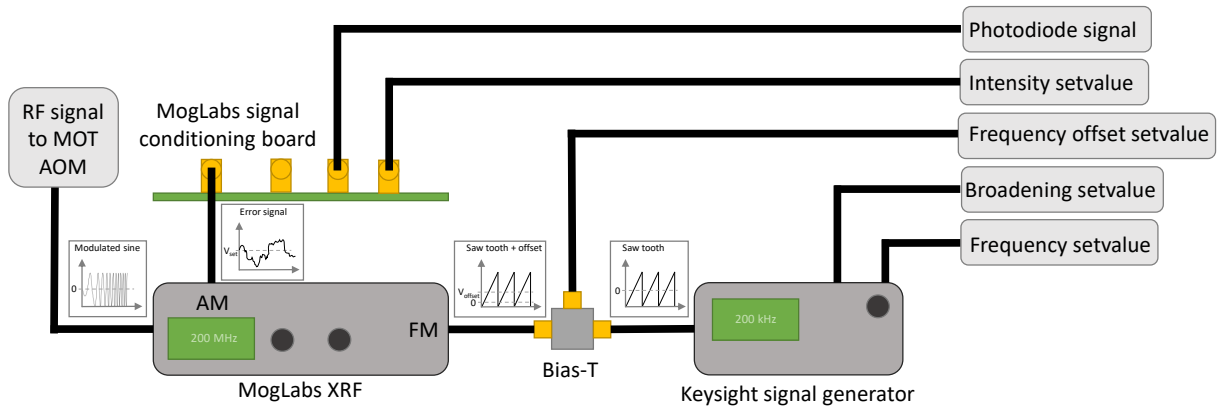 Photodiode signal
Intensity setvalue
Frequency offset setvalue
Broadening setvalue
Frequency setvalue
RF signal
to MOT
AOM
MogLabs signal
conditioning board
Modulated sine
0
Error signal
Vset
Saw tooth + offset
Voffset
0
Saw tooth
0
AM
FM
200 MHz
200 kHz
MogLabs XRF
Bias-T
Keysight signal generator